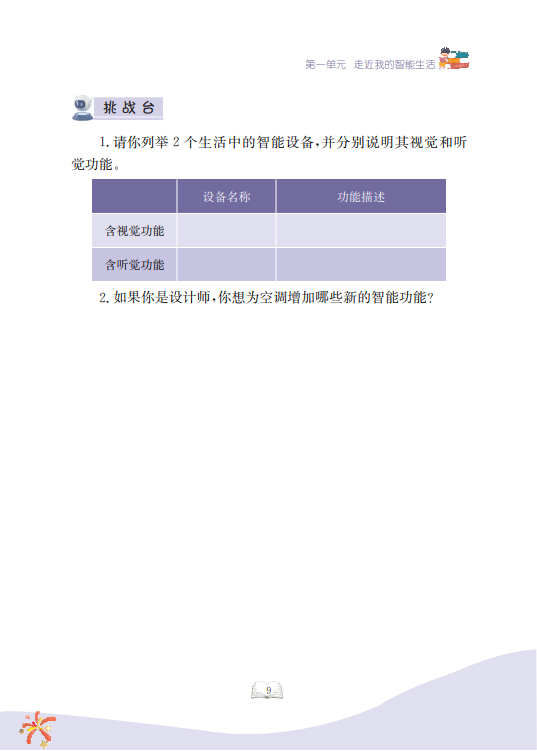 第一单元 走近我的智能生活
挑战台
1. 请你列举 2 个生活中的智能设备，并分别说明其视觉和听
觉功能。
设备名称 功能描述
含视觉功能
含听觉功能
2. 如果你是设计师，你想为空调增加哪些新的智能功能？
9